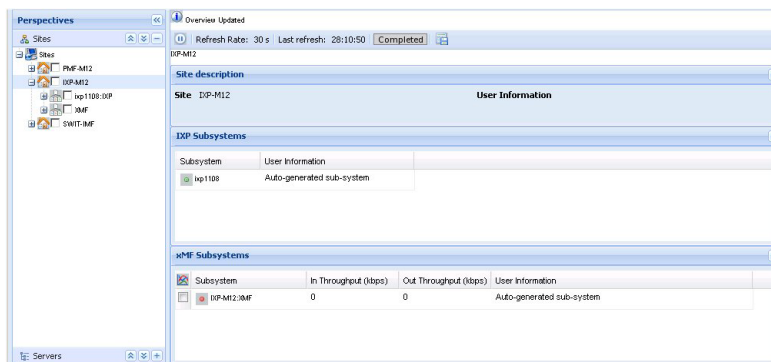 Perspectives
Sites
Sites
PMF-M12
IXP-M12
ixp1108::IXP
XMF
SWIT-IMF
Servers
Overview Updated
Refresh Rate: 30 s Last refresh: 28:10:50 Completed
IXP-M12
Site description
Site IXP-M12 User Information
IXP Subsystems
Subsystem User Information
ixp1108 Auto-generated sub-system
xMF Subsystems
Subsystem In Throughput (kbps) Out Throughput (kbps) User Information
IXP-M12:XMF 0 0 Auto-generated sub-system